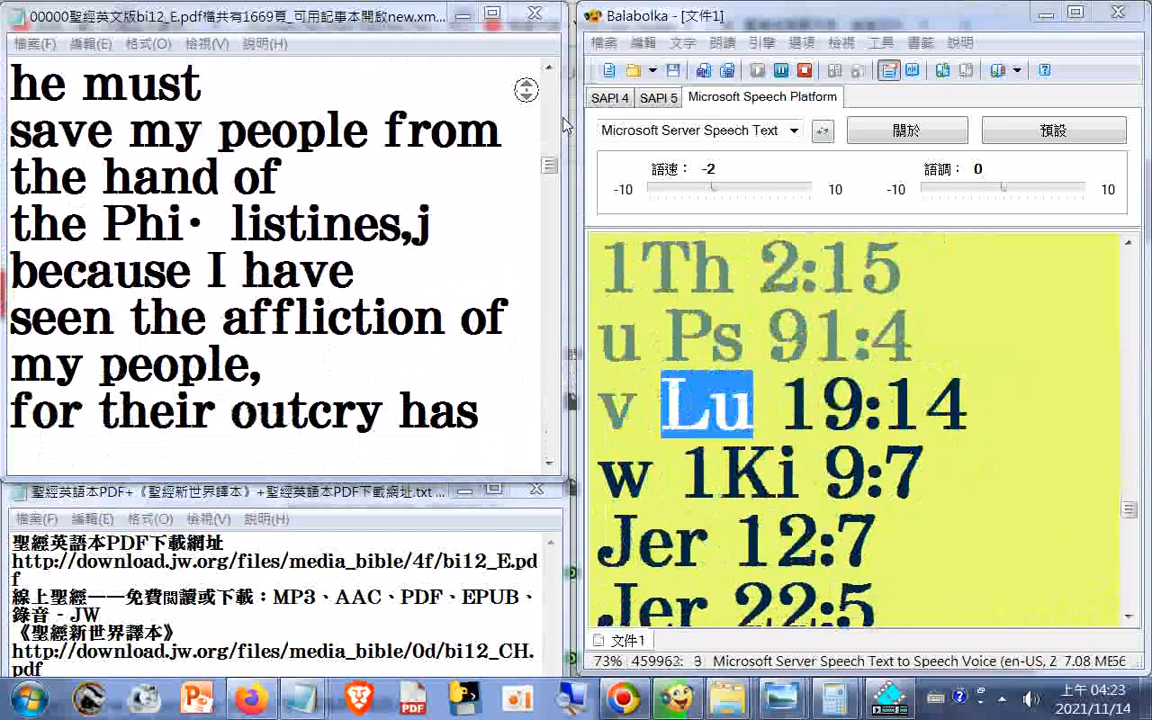 00000聖經英文版bi12_E.pdf檔共有1669頁_可用記事本開啟new.xm...
檔案(F) 編輯(E) 格式(O) 檢視(V) 說明(H)
he must
save my people from
the hand of
the Phi· listines,j
because I have
seen the affliction of
my people,
for their outcry has
聖經英語本PDF+《聖經新世界譯本》+聖經英語本PDF下載網址.txt ...
檔案(F) 編輯(E) 格式(O) 檢視(V) 說明(H)
聖經英語本PDF下載網址
http://download.jw.org/files/media_bible/4f/bi12_E.pd
f
線上聖經——免費閱讀或下載：MP3、AAC、PDF、EPUB、
錄音 - JW
《聖經新世界譯本》
http://download.jw.org/files/media_bible/0d/bi12_CH.
pdf
Balabolka - [文件1]
檔案 編輯 文字 朗讀 引擎 選項 檢視 工具 書籤 說明
SAPI 4 SAPI 5 Microsoft Speech Platform
Microsoft Server Speech Text 關於 預設
語速： -2 語調： 0
-10 10 -10 10
1Th 2:15
u Ps 91:4
v Lu 19:14
w 1Ki 9:7
Jer 12:7
Jer 22:5
文件1
73% 459962: Microsoft Server Speech Text to Speech Voice (en-US, Z 7.08 ME
上午 04:23
2021/11/14